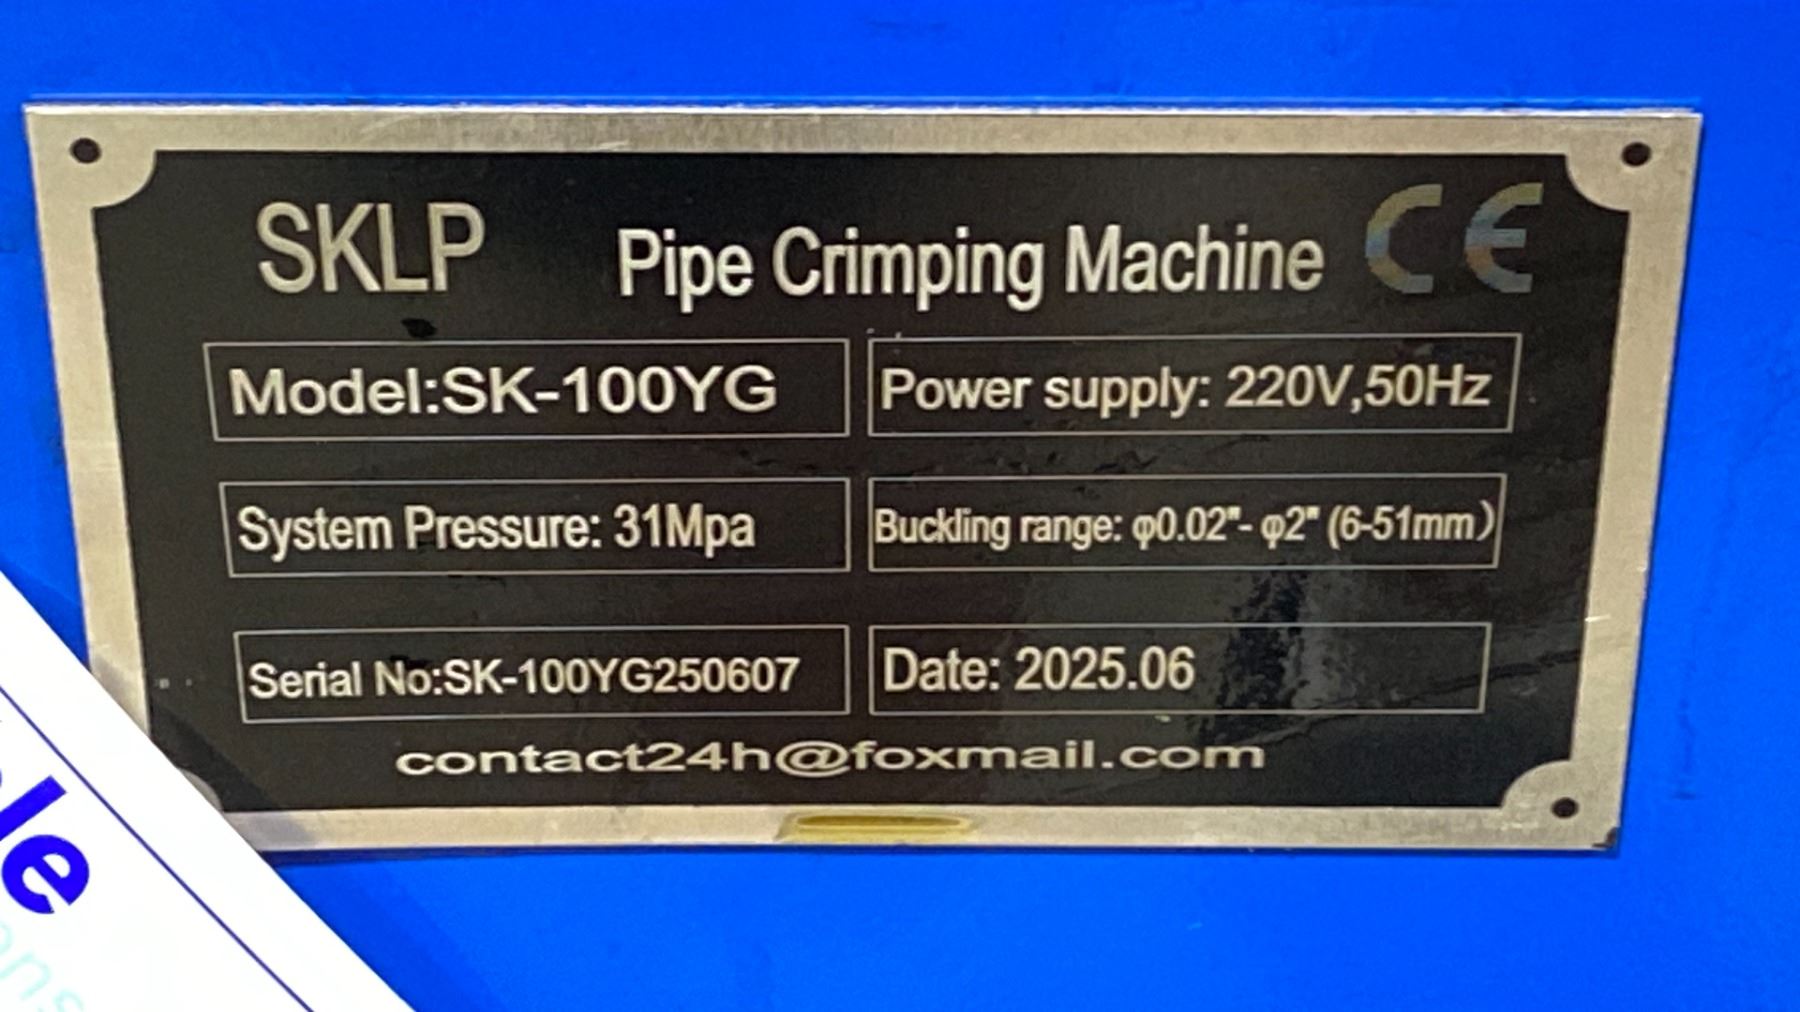 SKLP Pipe Crimping Machine CE
Model:SK-100YG
Power supply: 220V,50Hz
System Pressure: 31Mpa
Buckling range: φ0.02"- φ2" (6-51mm)
Serial No:SK-100YG250607
Date: 2025.06
contact24h@foxmail.com